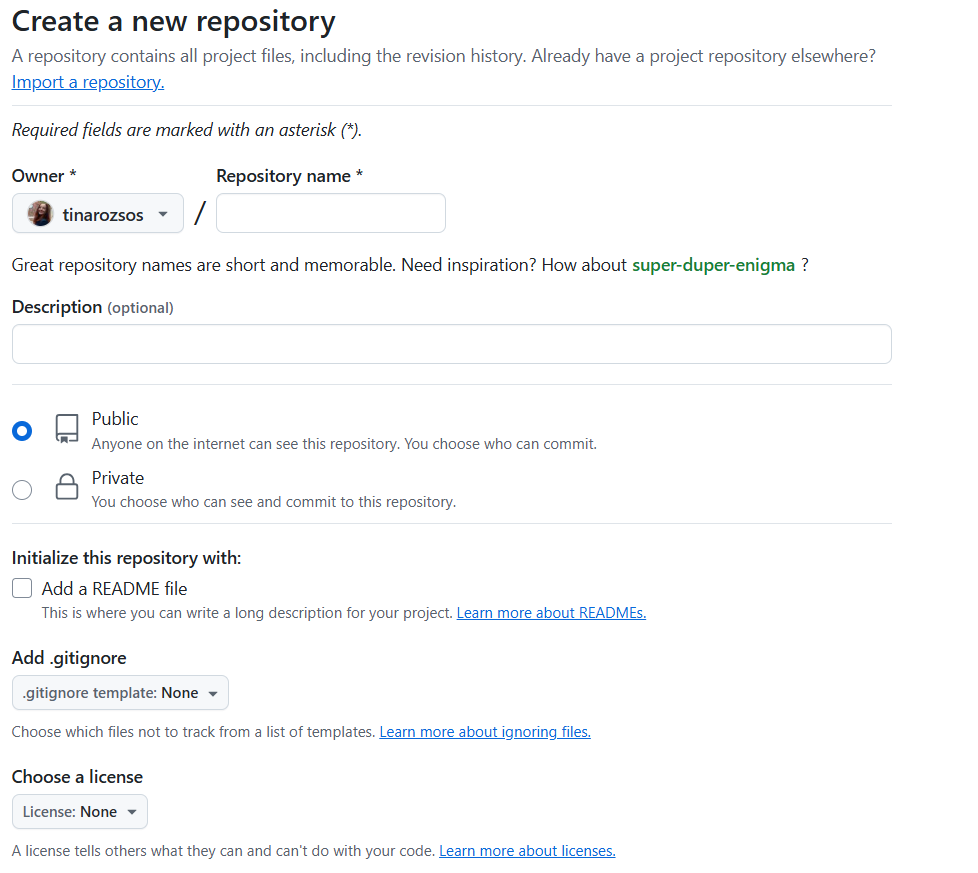 Create a new repository
A repository contains all project files, including the revision history. Already have a project repository elsewhere?
Import a repository.
Required fields are marked with an asterisk (*).
Owner * Repository name *
tinarozsos /
Great repository names are short and memorable. Need inspiration? How about super-duper-enigma ?
Description (optional)
Public
Anyone on the internet can see this repository. You choose who can commit.
Private
You choose who can see and commit to this repository.
Initialize this repository with:
Add a README file
This is where you can write a long description for your project. Learn more about READMEs.
Add .gitignore
.gitignore template: None
Choose which files not to track from a list of templates. Learn more about ignoring files.
Choose a license
License: None
A license tells others what they can and can't do with your code. Learn more about licenses.